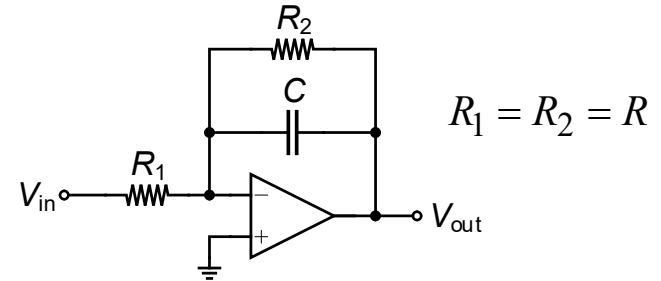 R₂
C
R₁ = R₂ = R
R₁
Vin
−
+
Vout